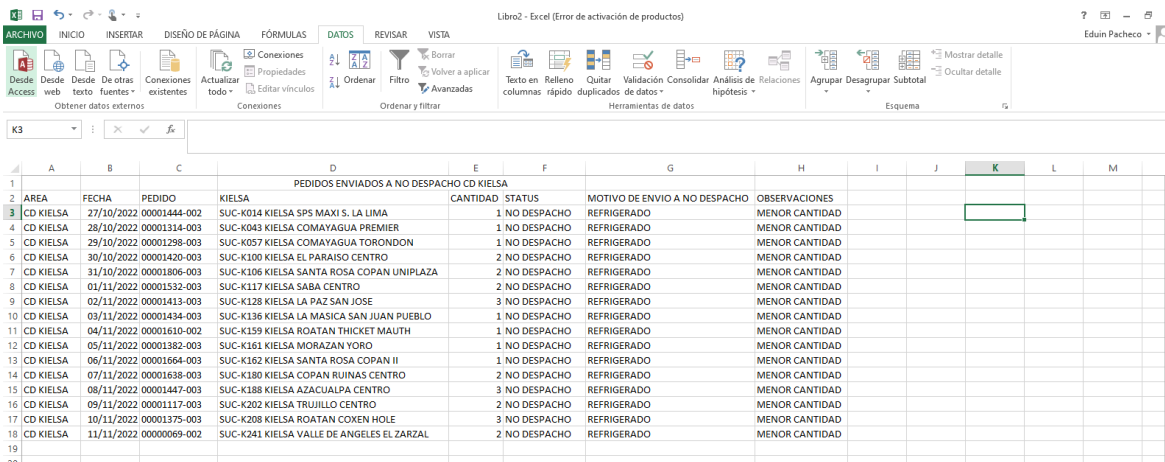 Libro2 - Excel (Error de activación de productos)
ARCHIVO INICIO INSERTAR DISEÑO DE PÁGINA FÓRMULAS DATOS REVISAR VISTA Eduin Pacheco
Desde Access Desde web Desde texto De otras fuentes Conexiones existentes
Obtener datos externos
Actualizar todo Conexiones Propiedades Editar vínculos
Conexiones
Ordenar Filtro Borrar Volver a aplicar Avanzadas
Ordenar y filtrar
Texto en columnas Relleno rápido Quitar duplicados Validación de datos Consolidar Análisis de hipótesis Relaciones
Herramientas de datos
Agrupar Desagrupar Subtotal Mostrar detalle Ocultar detalle
Esquema
K3 fx
A B C D E F G H I J K L M
1 PEDIDOS ENVIADOS A NO DESPACHO CD KIELSA
2 AREA FECHA PEDIDO KIELSA CANTIDAD STATUS MOTIVO DE ENVIO A NO DESPACHO OBSERVACIONES
3 CD KIELSA 27/10/2022 00001444-002 SUC-K014 KIELSA SPS MAXI S. LA LIMA 1 NO DESPACHO REFRIGERADO MENOR CANTIDAD
4 CD KIELSA 28/10/2022 00001314-003 SUC-K043 KIELSA COMAYAGUA PREMIER 1 NO DESPACHO REFRIGERADO MENOR CANTIDAD
5 CD KIELSA 29/10/2022 00001298-003 SUC-K057 KIELSA COMAYAGUA TORONDON 1 NO DESPACHO REFRIGERADO MENOR CANTIDAD
6 CD KIELSA 30/10/2022 00001420-003 SUC-K100 KIELSA EL PARAISO CENTRO 2 NO DESPACHO REFRIGERADO MENOR CANTIDAD
7 CD KIELSA 31/10/2022 00001806-003 SUC-K106 KIELSA SANTA ROSA COPAN UNIPLAZA 2 NO DESPACHO REFRIGERADO MENOR CANTIDAD
8 CD KIELSA 01/11/2022 00001532-003 SUC-K117 KIELSA SABA CENTRO 2 NO DESPACHO REFRIGERADO MENOR CANTIDAD
9 CD KIELSA 02/11/2022 00001413-003 SUC-K128 KIELSA LA PAZ SAN JOSE 3 NO DESPACHO REFRIGERADO MENOR CANTIDAD
10 CD KIELSA 03/11/2022 00001434-003 SUC-K136 KIELSA LA MASICA SAN JUAN PUEBLO 1 NO DESPACHO REFRIGERADO MENOR CANTIDAD
11 CD KIELSA 04/11/2022 00001610-002 SUC-K159 KIELSA ROATAN THICKET MAUTH 1 NO DESPACHO REFRIGERADO MENOR CANTIDAD
12 CD KIELSA 05/11/2022 00001382-003 SUC-K161 KIELSA MORAZAN YORO 1 NO DESPACHO REFRIGERADO MENOR CANTIDAD
13 CD KIELSA 06/11/2022 00001664-003 SUC-K162 KIELSA SANTA ROSA COPAN II 1 NO DESPACHO REFRIGERADO MENOR CANTIDAD
14 CD KIELSA 07/11/2022 00001638-003 SUC-K180 KIELSA COPAN RUINAS CENTRO 2 NO DESPACHO REFRIGERADO MENOR CANTIDAD
15 CD KIELSA 08/11/2022 00001447-003 SUC-K188 KIELSA AZACUALPA CENTRO 3 NO DESPACHO REFRIGERADO MENOR CANTIDAD
16 CD KIELSA 09/11/2022 00001117-003 SUC-K202 KIELSA TRUJILLO CENTRO 2 NO DESPACHO REFRIGERADO MENOR CANTIDAD
17 CD KIELSA 10/11/2022 00001375-003 SUC-K208 KIELSA ROATAN COXEN HOLE 3 NO DESPACHO REFRIGERADO MENOR CANTIDAD
18 CD KIELSA 11/11/2022 00000069-002 SUC-K241 KIELSA VALLE DE ANGELES EL ZARZAL 2 NO DESPACHO REFRIGERADO MENOR CANTIDAD
19